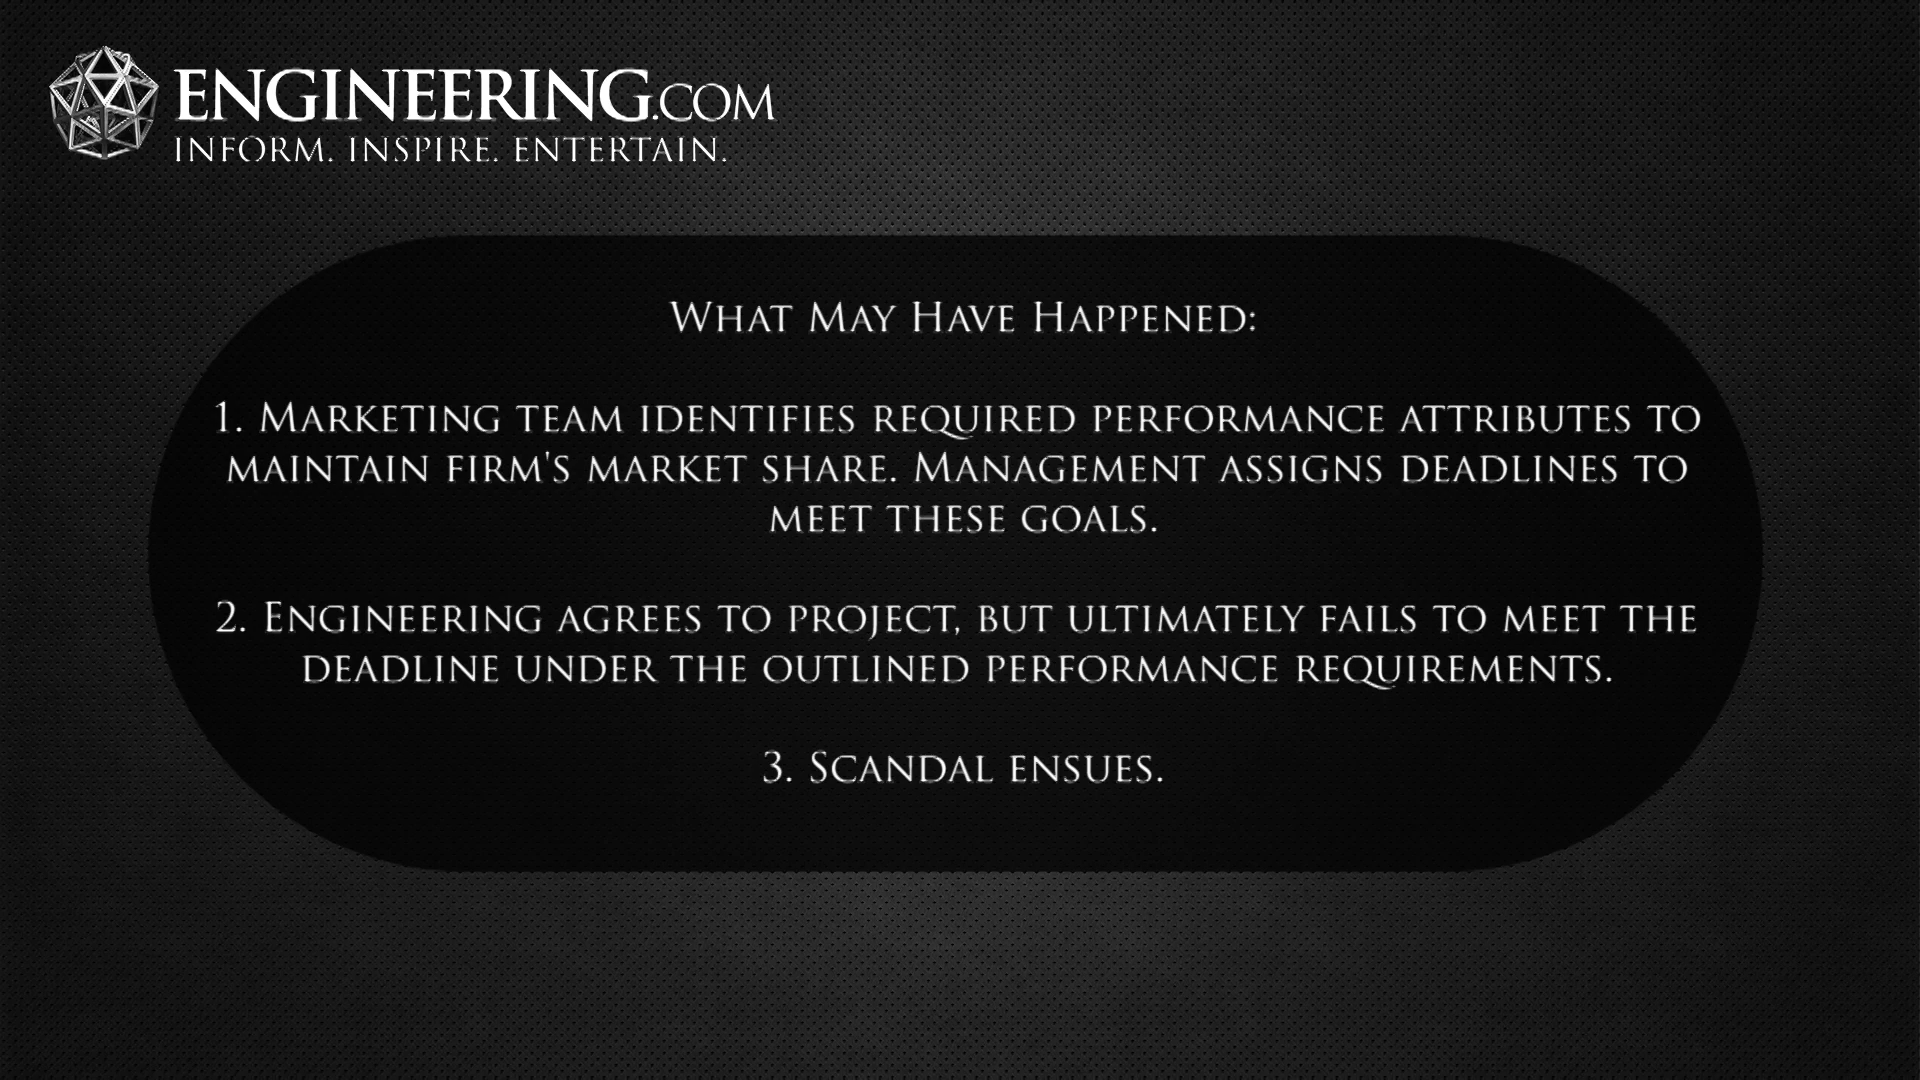 ENGINEERING.COM
INFORM. INSPIRE. ENTERTAIN.
What May Have Happened:
1. Marketing team identifies required performance attributes to
maintain firm's market share. Management assigns deadlines to
meet these goals.
2. Engineering agrees to project, but ultimately fails to meet the
deadline under the outlined performance requirements.
3. Scandal ensues.